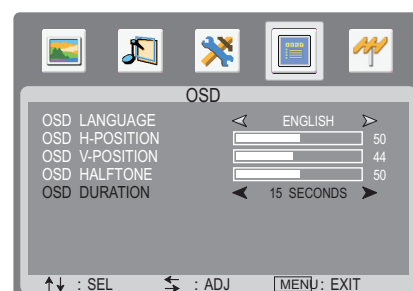 OSD
OSD LANGUAGE ENGLISH
OSD H-POSITION 50
OSD V-POSITION 44
OSD HALFTONE 50
OSD DURATION 15 SECONDS
: SEL : ADJ MENU: EXIT